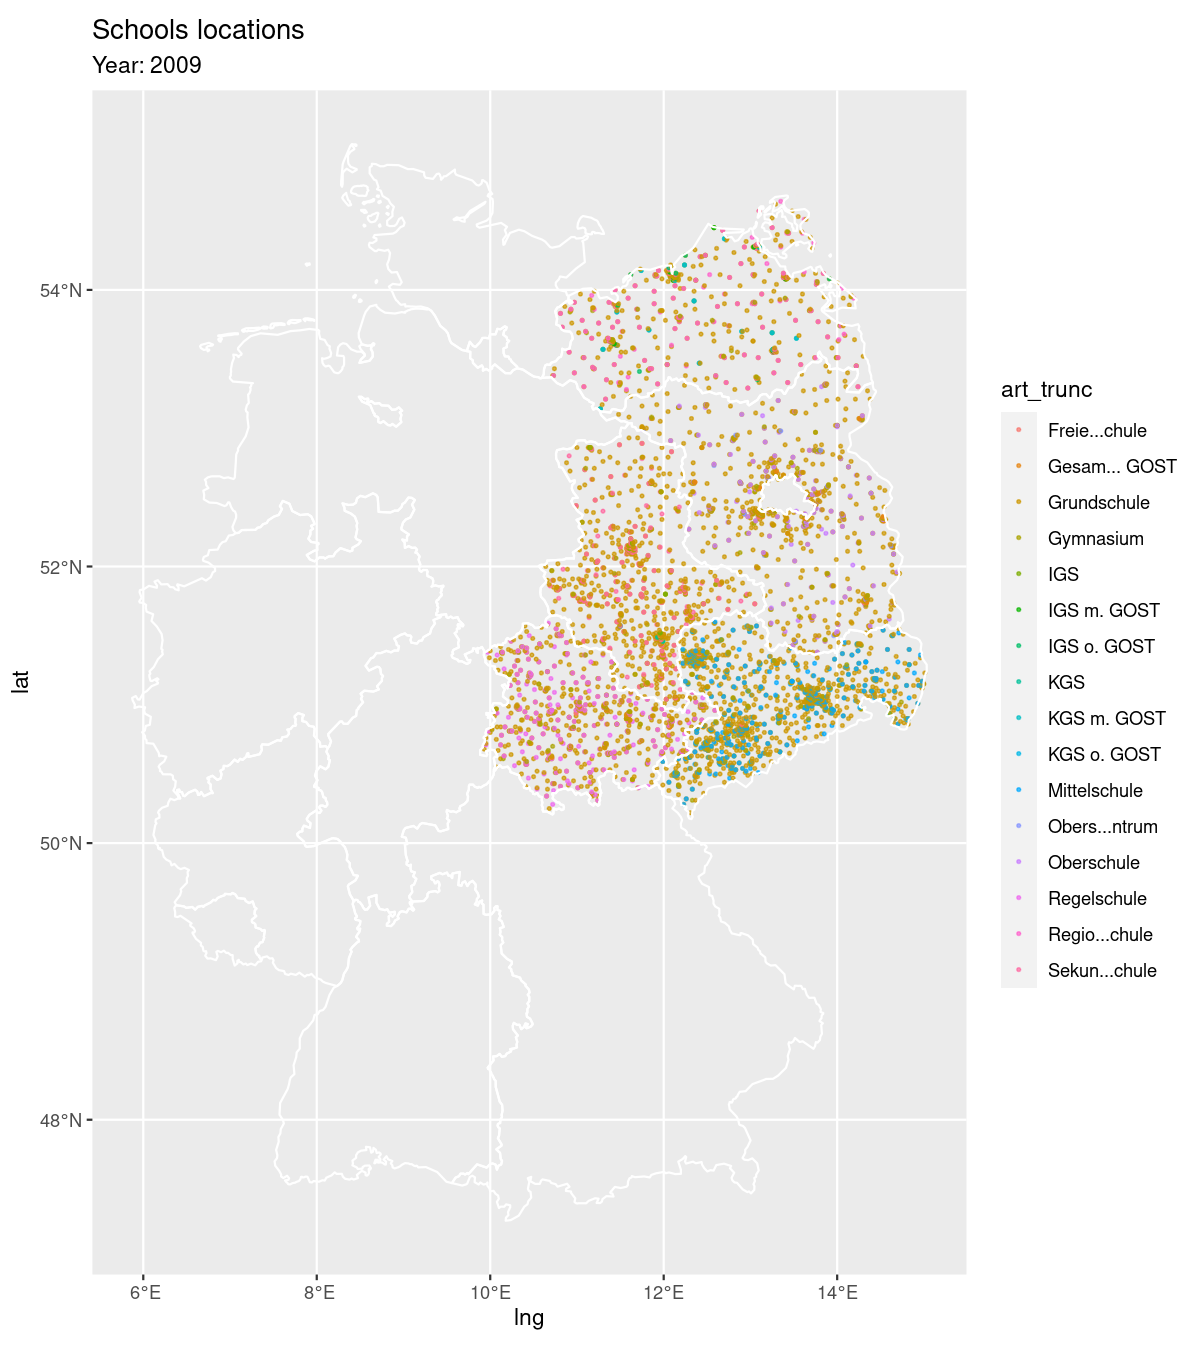 Schools locations
Year: 2009
54°N
52°N
50°N
48°N
lat
6°E
8°E
10°E
12°E
14°E
lng
art_trunc
Freie...chule
Gesam... GOST
Grundschule
Gymnasium
IGS
IGS m. GOST
IGS o. GOST
KGS
KGS m. GOST
KGS o. GOST
Mittelschule
Obers...ntrum
Oberschule
Regelschule
Regio...chule
Sekun...chule